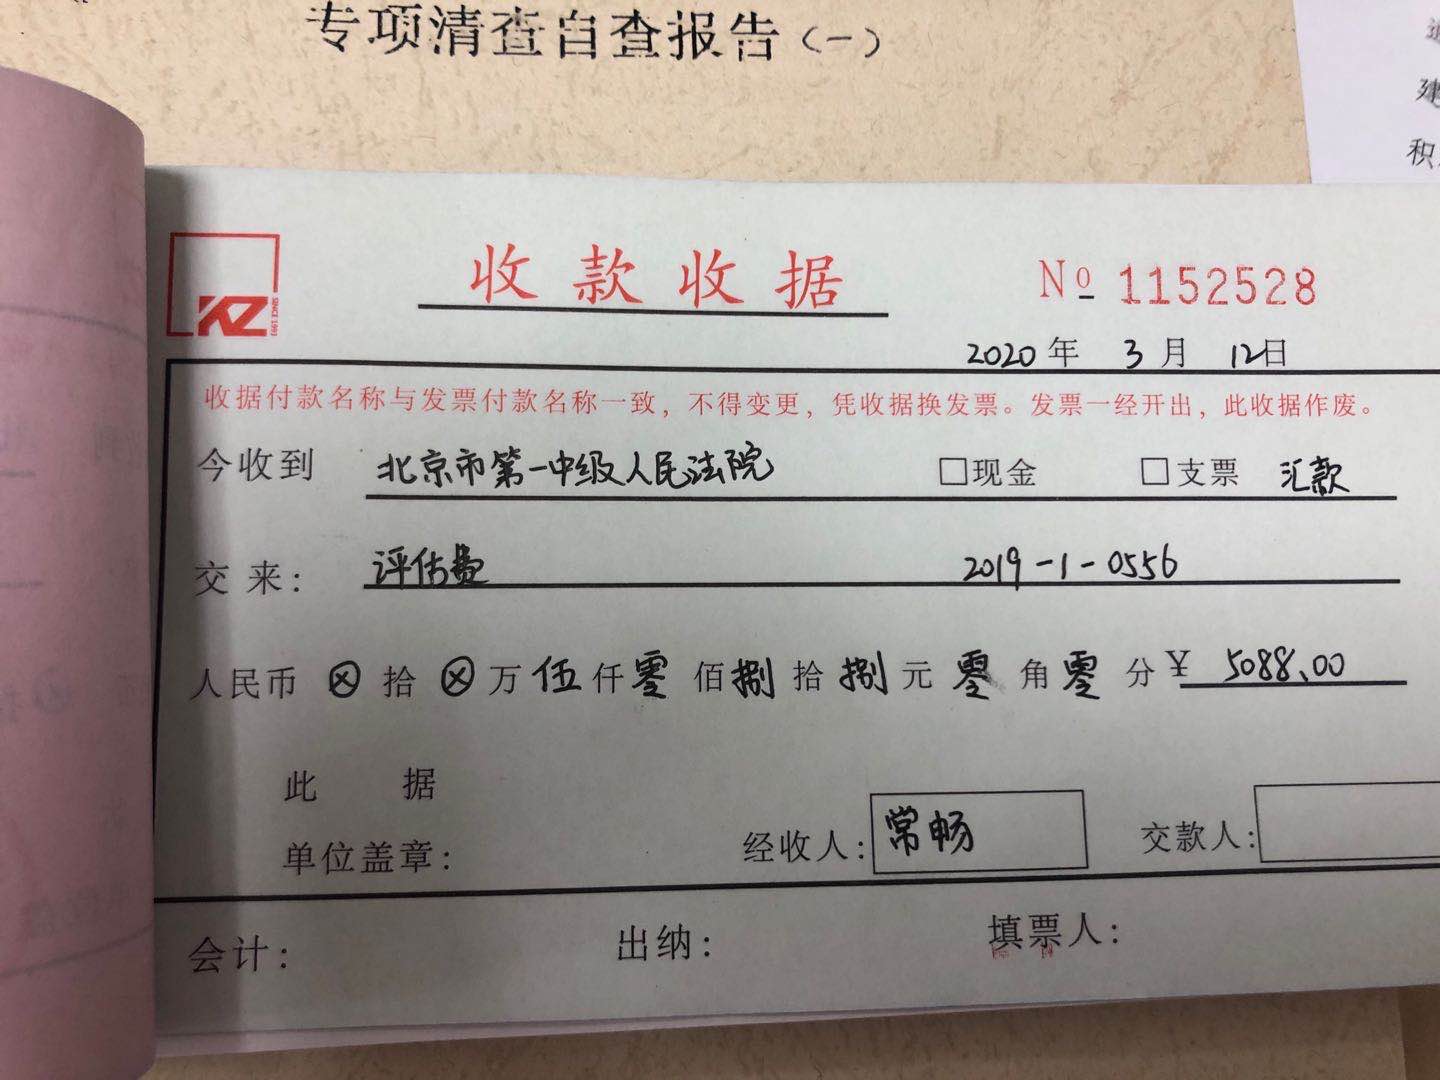 专项清查自查报告（一）
建
积
KZ
SINCE 1993
收款收据
№ 1152528
2020年 3月 12日
收据付款名称与发票付款名称一致，不得变更，凭收据换发票。发票一经开出，此收据作废。
今收到 北京市第一中级人民法院 □现金 □支票 汇款
交来： 评估费 2019-1-0556
人民币 ⊗ 拾 ⊗ 万 伍 仟 零 佰 捌 拾 捌 元 零 角 零 分 ¥ 5088.00
此 据
单位盖章： 经收人： 常畅 交款人：
会计： 出纳： 填票人：